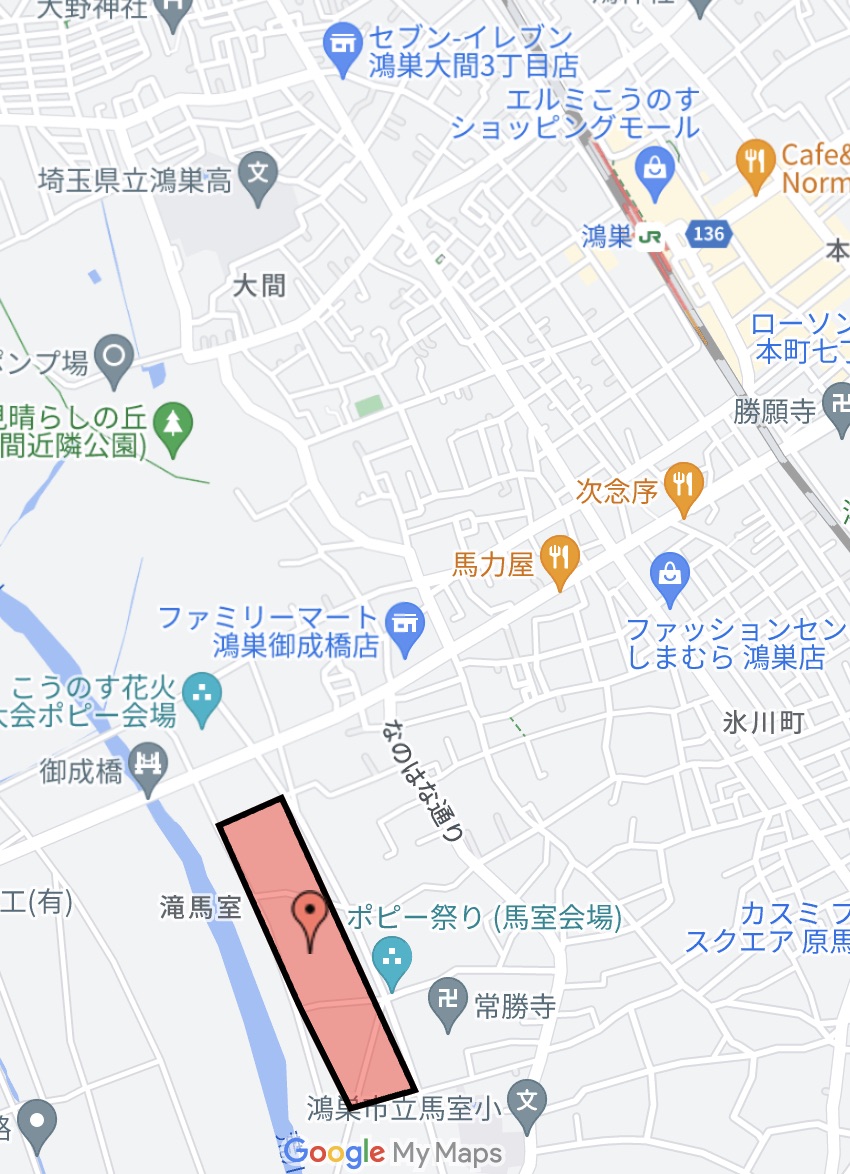 大野神社
セブン-イレブン
鴻巣大間3丁目店
エルミこうのす
ショッピングモール
Cafe&
Norm
埼玉県立鴻巣高
鴻巣
JR
136
本
大間
ローソン
本町七丁
ポンプ場
勝願寺
見晴らしの丘
間近隣公園)
次念序
馬力屋
ファミリーマート
鴻巣御成橋店
ファッションセン
しまむら 鴻巣店
こうのす花火
大会ポピー会場
氷川町
なのはな通り
御成橋
工(有)
滝馬室
ポピー祭り (馬室会場)
カスミ フ
スクエア 原馬
常勝寺
鴻巣市立馬室小
Google My Maps